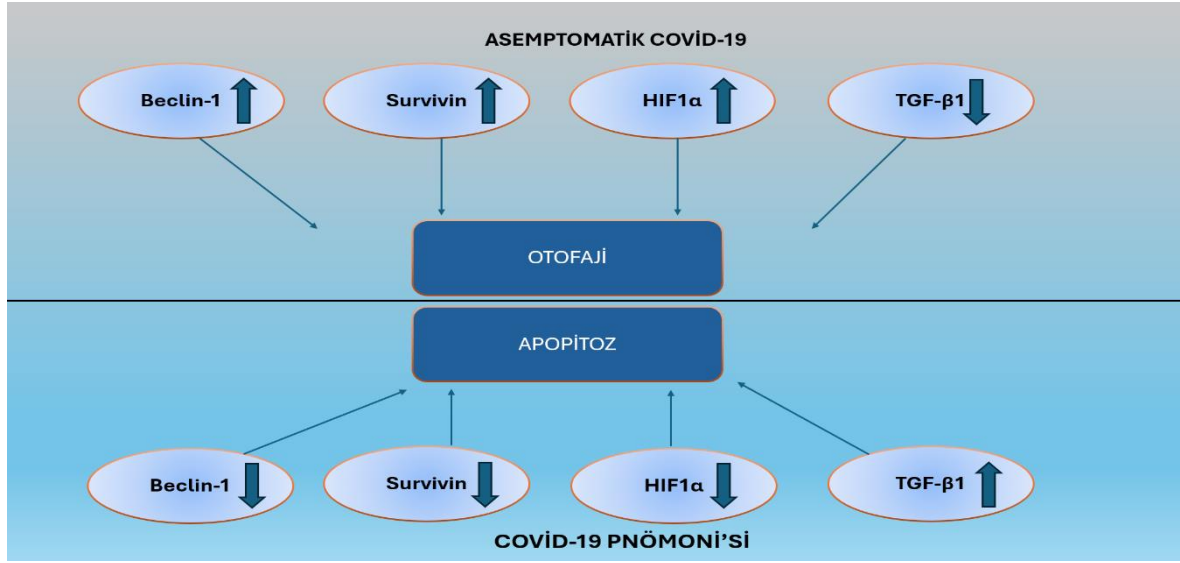 ASEMPTOMATİK COVİD-19
Beclin-1
Survivin
HIF1α
TGF-β1
OTOFAJİ
APOPİTOZ
Beclin-1
Survivin
HIF1α
TGF-β1
COVİD-19 PNÖMONİ’Sİ